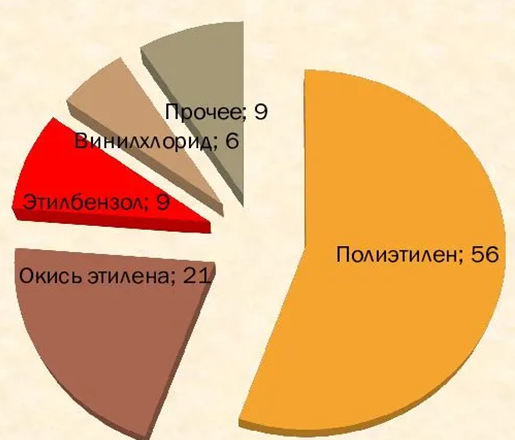 Прочее; 9
Винилхлорид; 6
Этилбензол; 9
Полиэтилен; 56
Окись этилена; 21